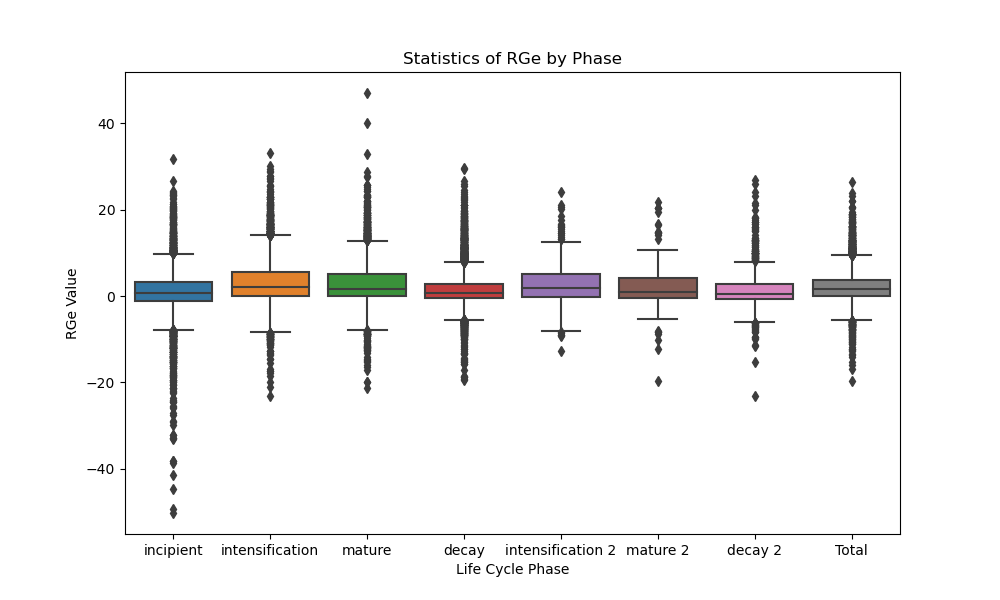 Statistics of RGe by Phase
RGe Value
40
20
0
−20
−40
incipient intensification mature decay intensification 2 mature 2 decay 2 Total
Life Cycle Phase